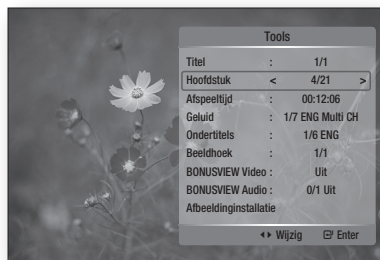 Tools
Titel : 1/1
Hoofdstuk < 4/21 >
Afspeeltijd : 00:12:06
Geluid : 1/7 ENG Multi CH
Ondertitels : 1/6 ENG
Beeldhoek : 1/1
BONUSVIEW Video : Uit
BONUSVIEW Audio : 0/1 Uit
Afbeeldinginstallatie
◄► Wijzig Enter